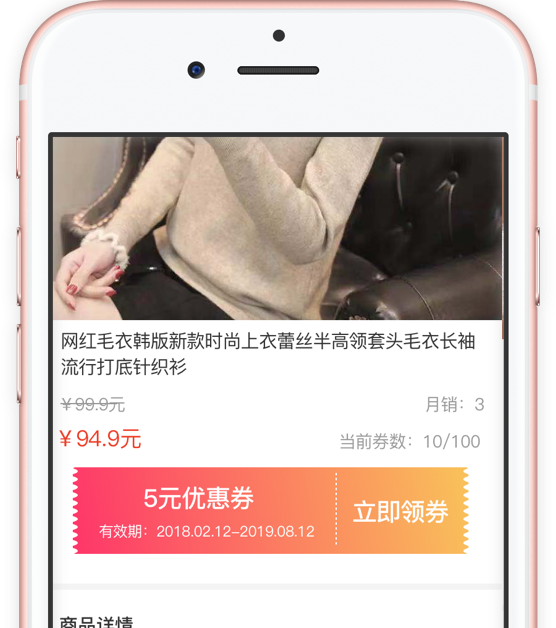 网红毛衣韩版新款时尚上衣蕾丝半高领套头毛衣长袖
流行打底针织衫
￥99.9元
月销：3
￥94.9元
当前券数：10/100
5元优惠券
有效期：2018.02.12-2019.08.12
立即领券
商品详情